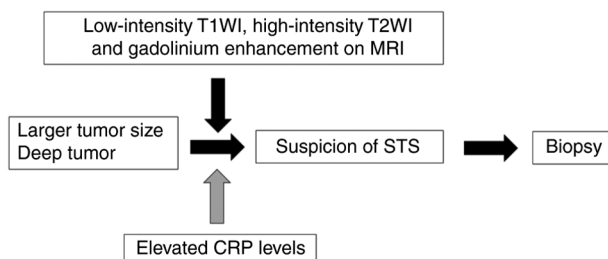 Low-intensity T1WI, high-intensity T2WI
and gadolinium enhancement on MRI
Larger tumor size
Deep tumor
Suspicion of STS
Biopsy
Elevated CRP levels